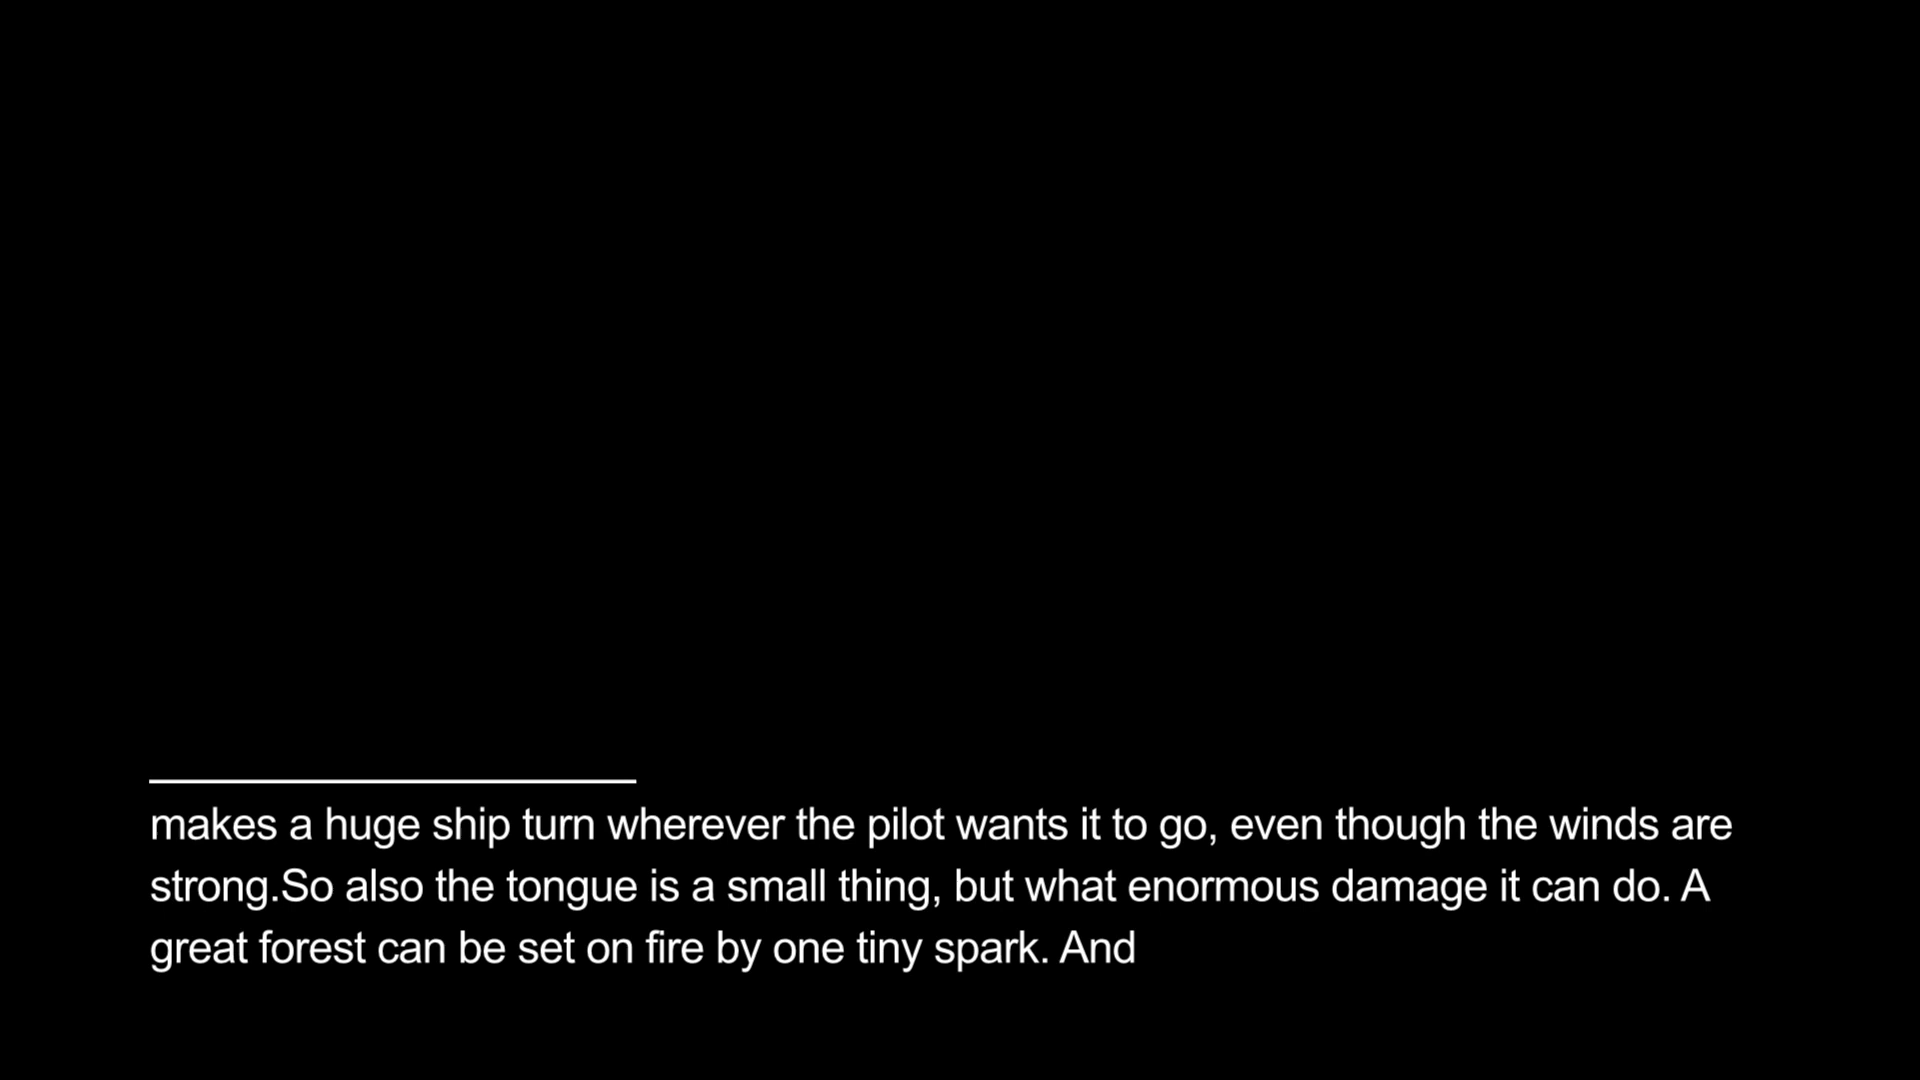 makes a huge ship turn wherever the pilot wants it to go, even though the winds are
strong.So also the tongue is a small thing, but what enormous damage it can do. A
great forest can be set on fire by one tiny spark. And